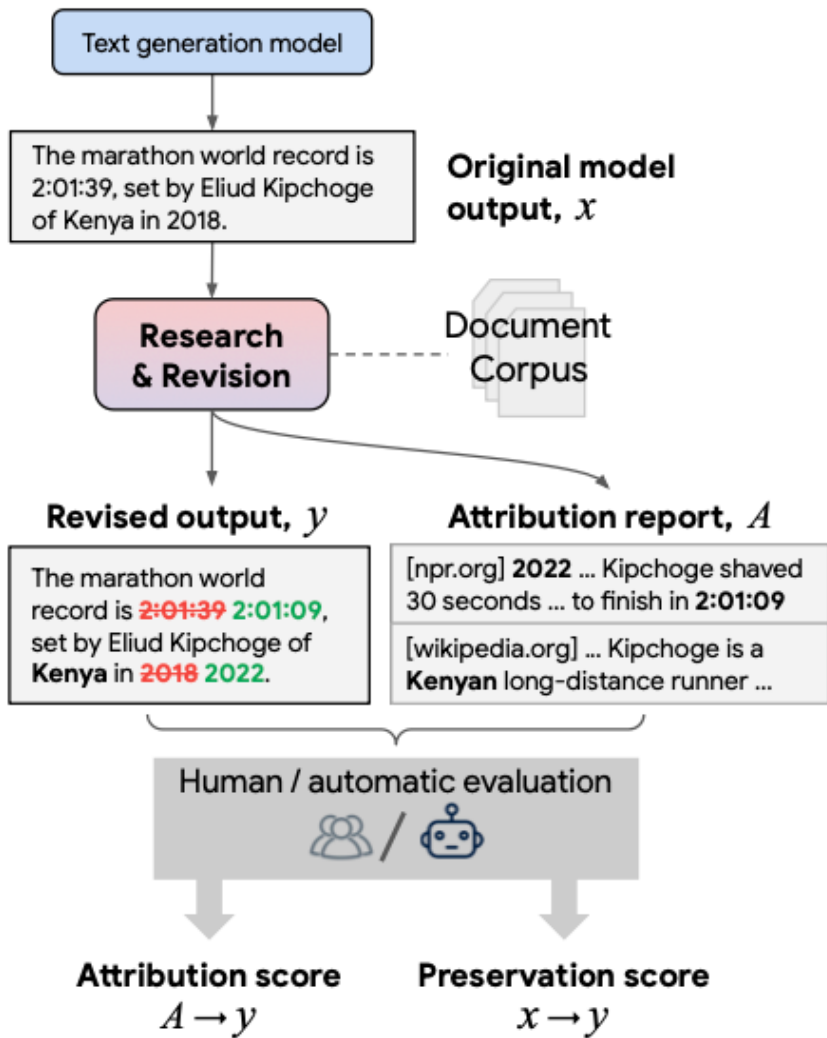 Text generation model
The marathon world record is
2:01:39, set by Eliud Kipchoge
of Kenya in 2018.
Original model
output, x
Research
& Revision
Document
Corpus
Revised output, y
The marathon world
record is 2:01:39 2:01:09,
set by Eliud Kipchoge of
Kenya in 2018 2022.
Attribution report, A
[npr.org] 2022 ... Kipchoge shaved
30 seconds ... to finish in 2:01:09
[wikipedia.org] ... Kipchoge is a
Kenyan long-distance runner ...
Human / automatic evaluation
/
Attribution score
A → y
Preservation score
x → y